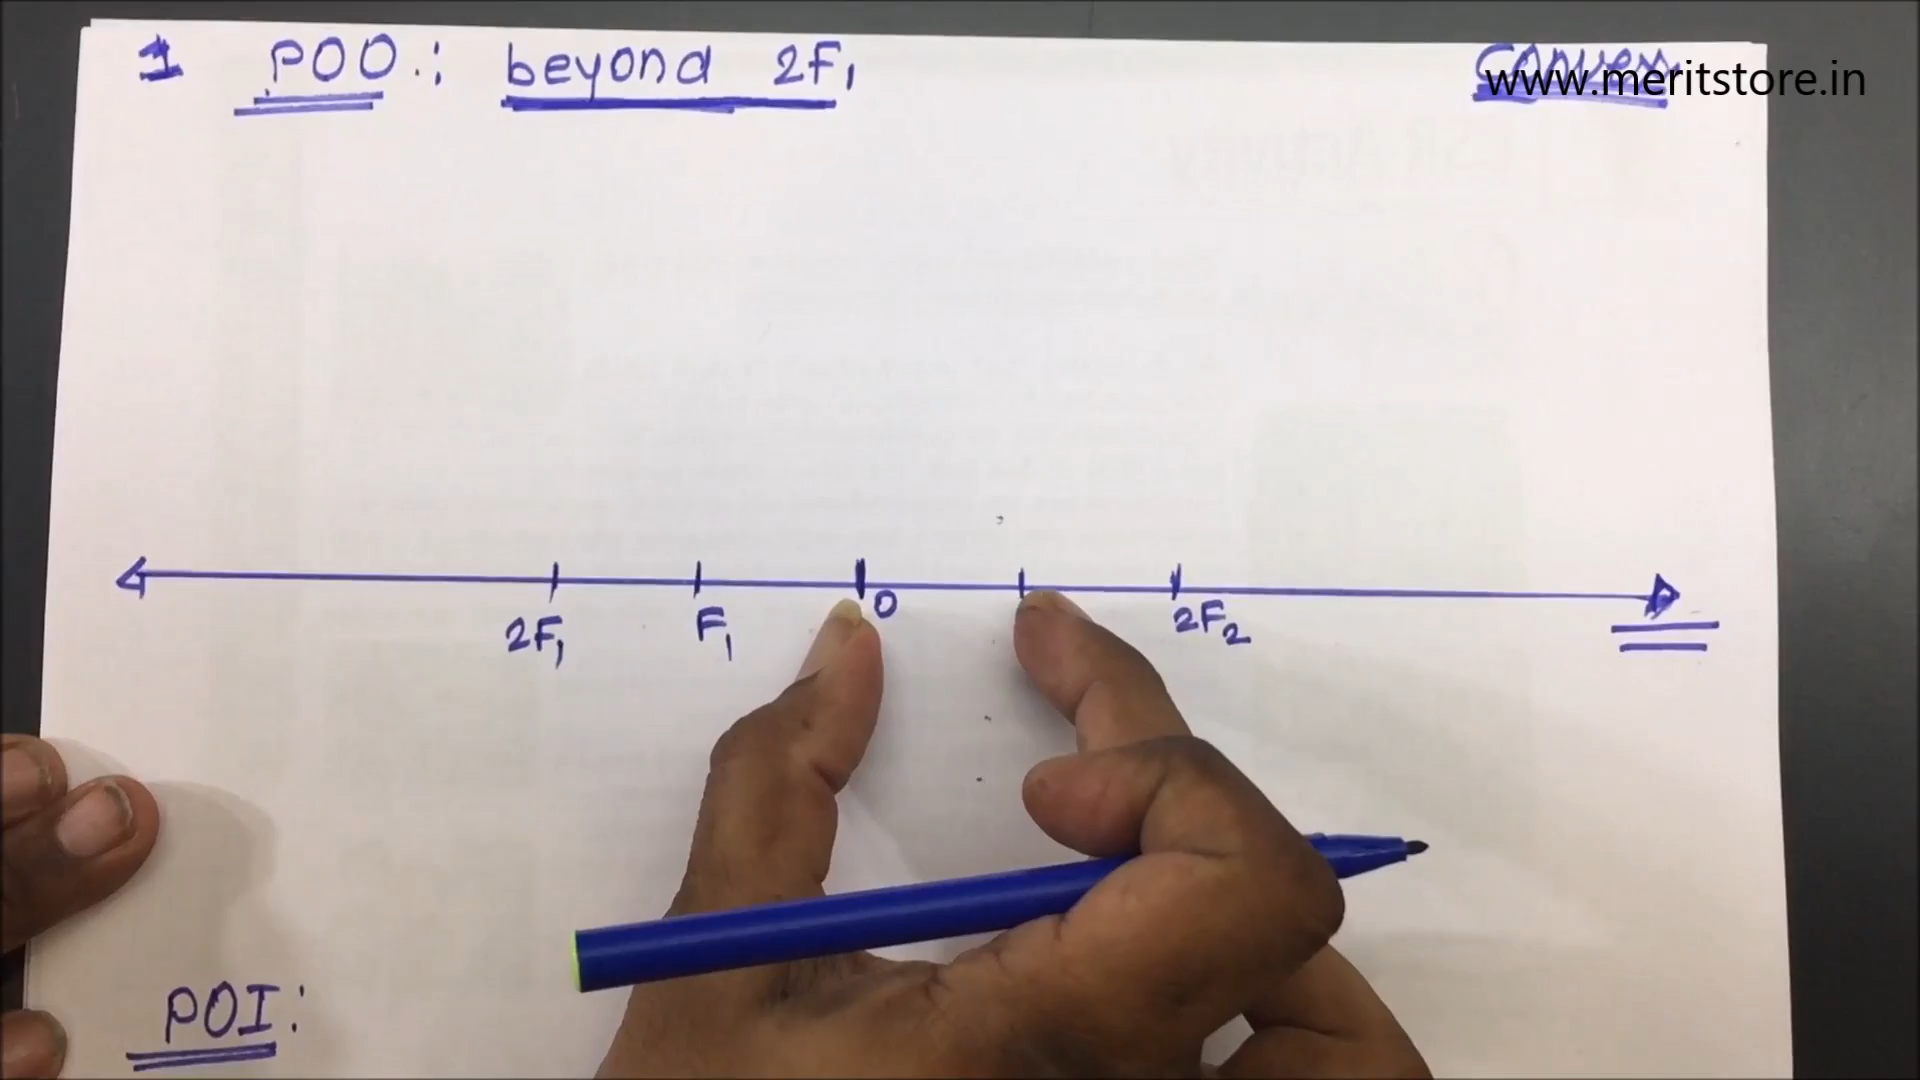 1 POO.: beyond 2F₁
Convex
www.meritstore.in
2F₁ F₁ O 2F₂
POI: